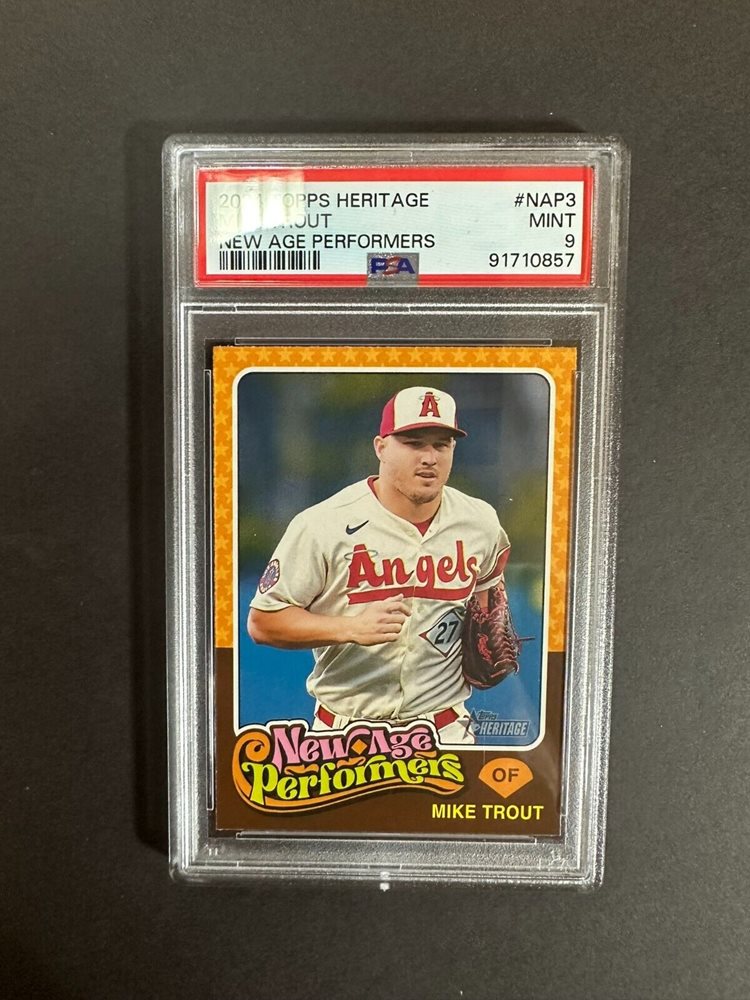 TOPPS HERITAGE #NAP3
TROUT MINT
NEW AGE PERFORMERS 9
PSA 91710857
A
Angels
27
Topps
HERITAGE
New Age
Performers
OF
MIKE TROUT